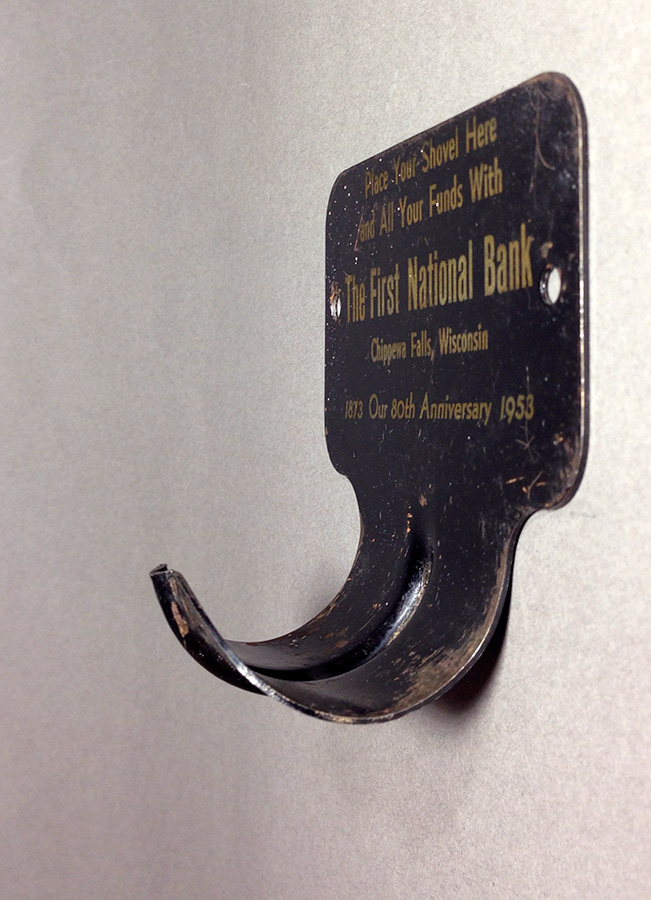 Place Your Shovel Here
and All Your Funds With
The First National Bank
Chippewa Falls, Wisconsin
1873 Our 80th Anniversary 1953